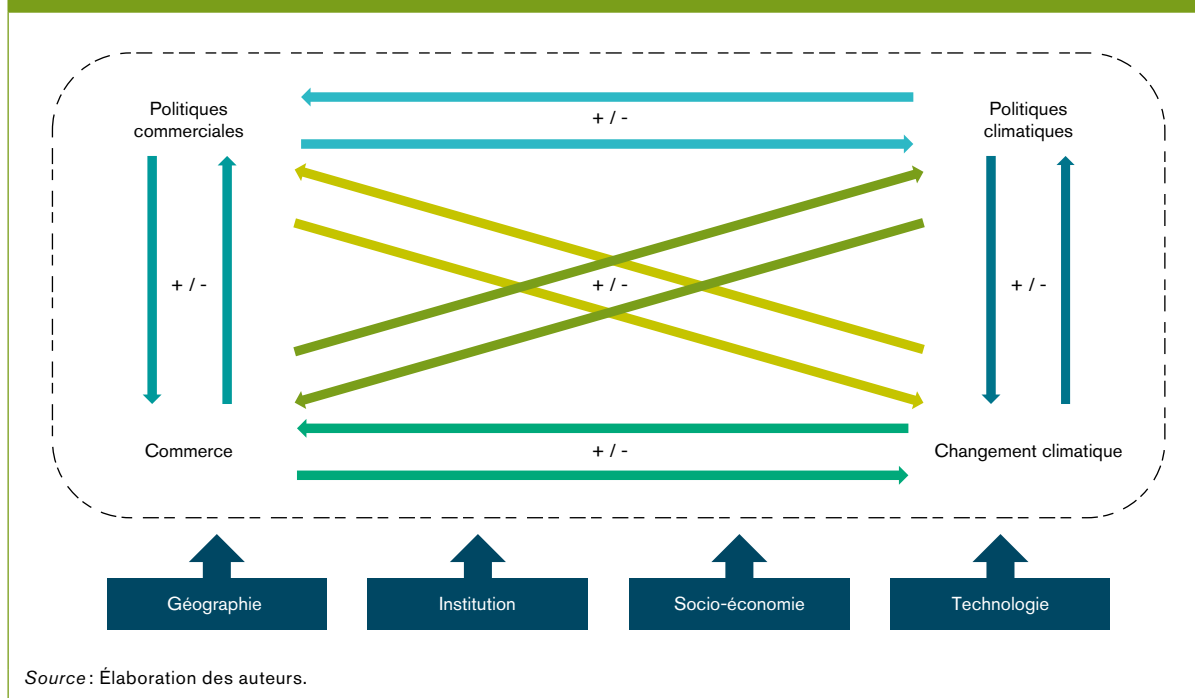 Politiques
commerciales
+ / -
Politiques
climatiques
+ / -
+ / -
+ / -
Commerce
+ / -
Changement climatique
Géographie
Institution
Socio-économie
Technologie
Source : Élaboration des auteurs.